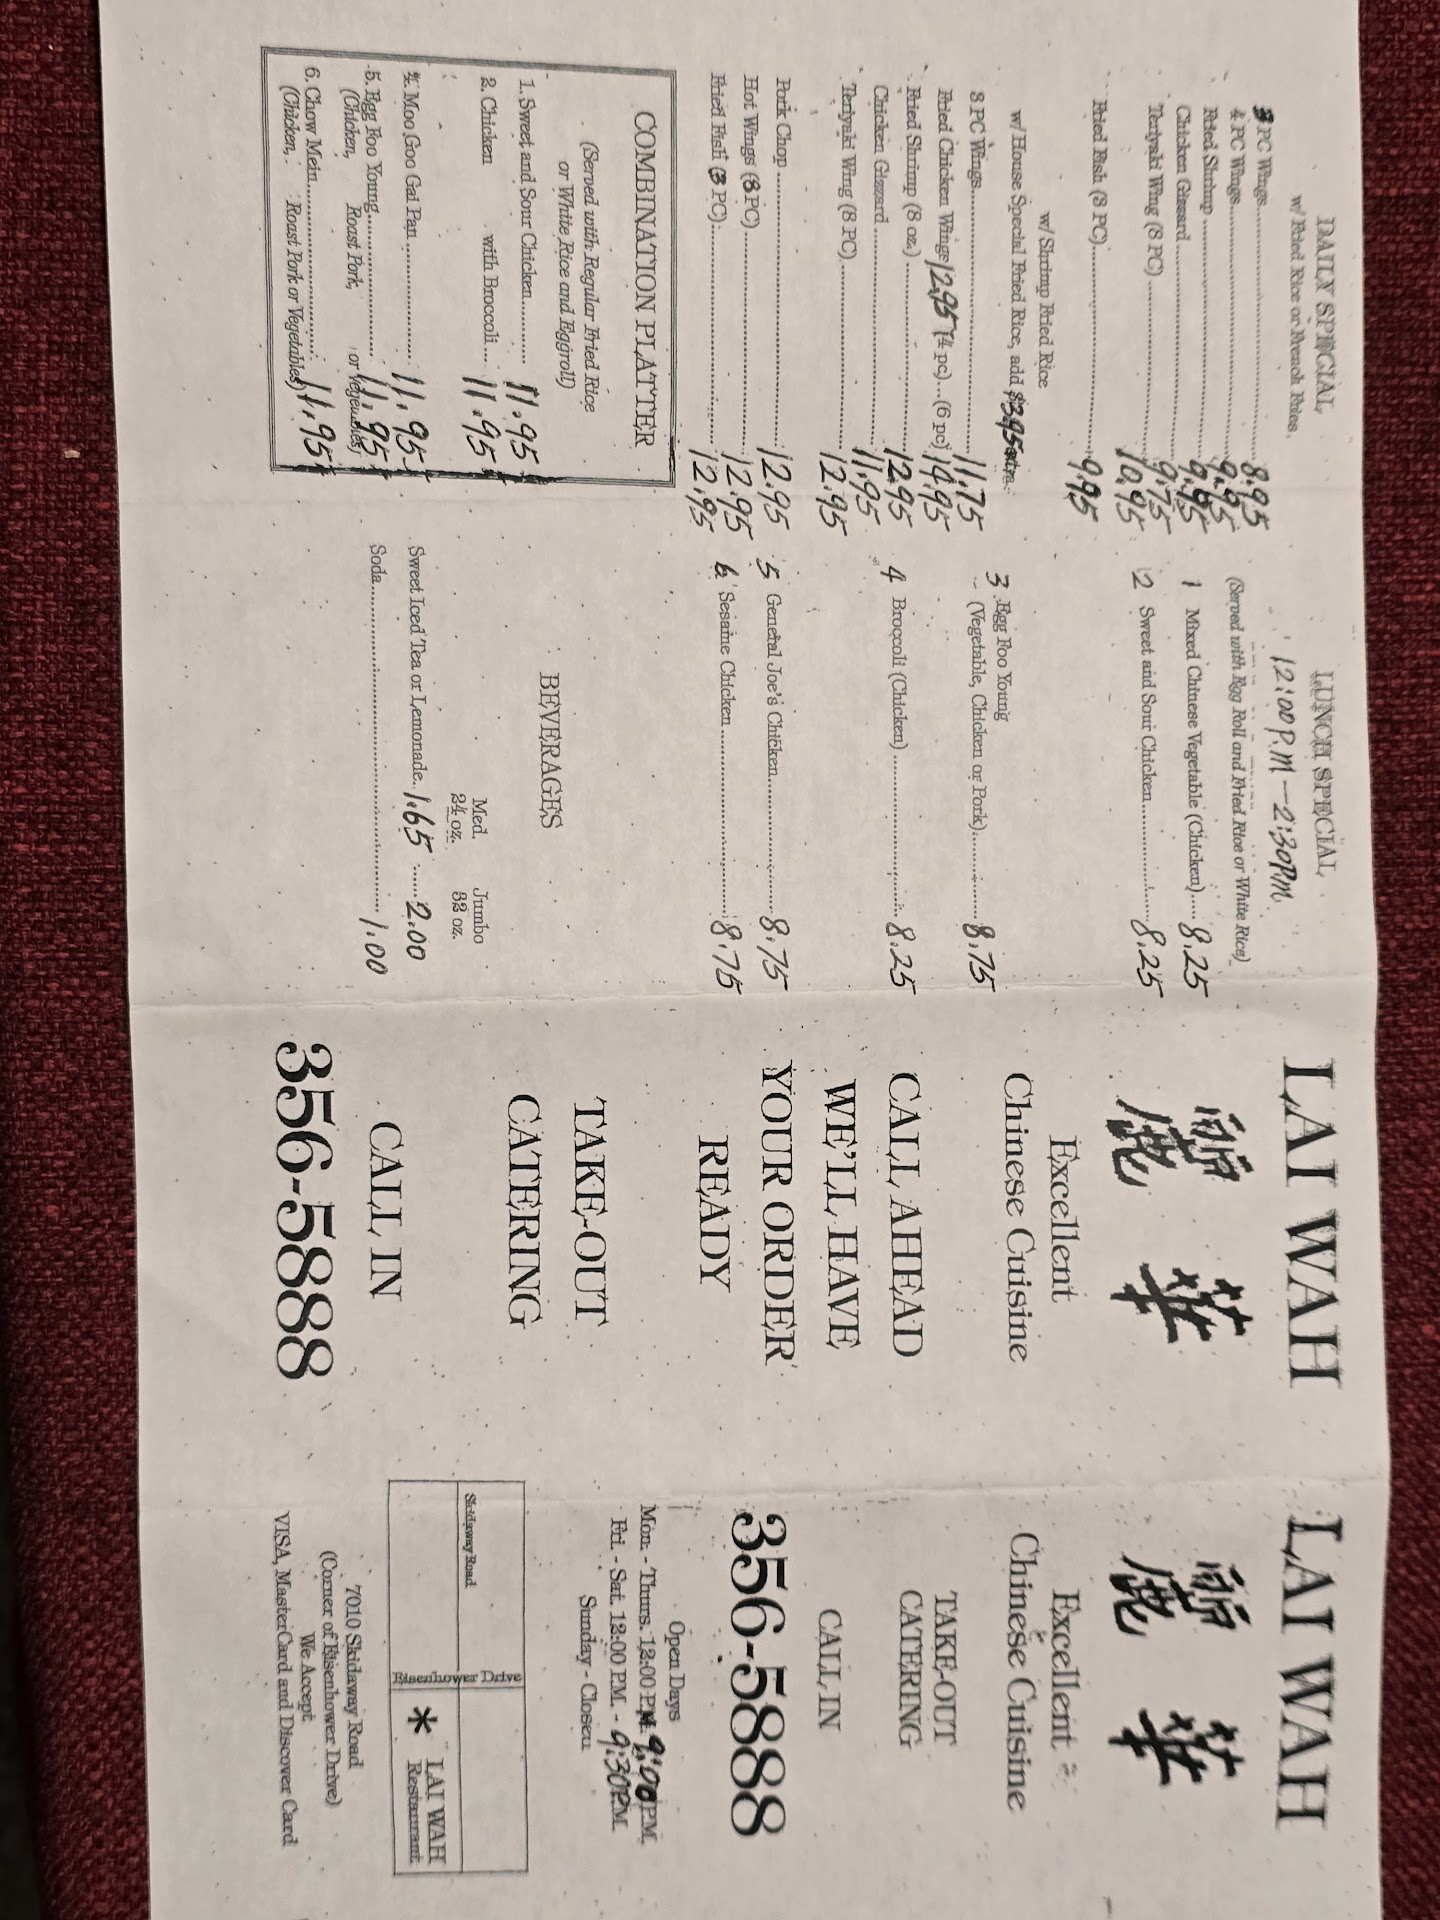 DAILY SPECIAL
w/ Fried Rice or French Fries.
3 PC Wings 8.95
4 PC Wings 9.95
Fried Shrimp 9.95
Chicken Gizzard 9.75
Teriyaki Wing (8 PC) 10.95
Fried Fish (3 PC) 9.95
w/ Shrimp Fried Rice
w/ House Special Fried Rice, add $3.95 extra.
3 PC Wings 11.75
Fried Chicken Wings 12.95 (4 pc)...(6 pc) 14.95
Fried Shrimp (8 oz.) 12.95
Chicken Gizzard 11.95
Teriyaki Wing (8 PC) 12.95
Pork Chop 12.95
Hot Wings (8 PC) 12.95
Fried Fish (3 PC) 12.95
COMBINATION PLATTER
(Served with Regular Fried Rice
or White Rice and Eggroll)
1. Sweet and Sour Chicken 11.95
2. Chicken with Broccoli 11.95
4. Moo Goo Gai Pan 11.95
5. Egg Foo Young 11.95
(Chicken, Roast Pork, or Vegetables)
6. Chow Mein 11.95
(Chicken, Roast Pork or Vegetables)
LUNCH SPECIAL
12:00 P.M — 2:30 P.M.
(Served with Egg Roll and Fried Rice or White Rice)
1 Mixed Chinese Vegetable (Chicken) 8.25
2 Sweet and Sour Chicken 8.25
3 Egg Foo Young
(Vegetable, Chicken or Pork) 8.75
4 Broccoli (Chicken) 8.25
5 General Joe's Chicken 8.75
6 Sesame Chicken 8.75
BEVERAGES
Med. Jumbo
24 oz. 32 oz.
Sweet Iced Tea or Lemonade 1.65 2.00
Soda 1.00
LAI WAH
麗華
Excellent
Chinese Cuisine
CALL AHEAD
WE'LL HAVE
YOUR ORDER
READY
TAKE-OUT
CATERING
CALL IN
356-5888
LAI WAH
麗華
Excellent
Chinese Cuisine
TAKE-OUT
CATERING
CALL IN
356-5888
Open Days
Mon. - Thurs. 12:00 P.M. 9:00 P.M.
Fri. - Sat. 12:00 P.M. - 9:30 P.M.
Sunday - Closed
Skidaway Road
Eisenhower Drive
* LAI WAH
Restaurant
7010 Skidaway Road
(Corner of Eisenhower Drive)
We Accept
VISA, MasterCard and Discover Card